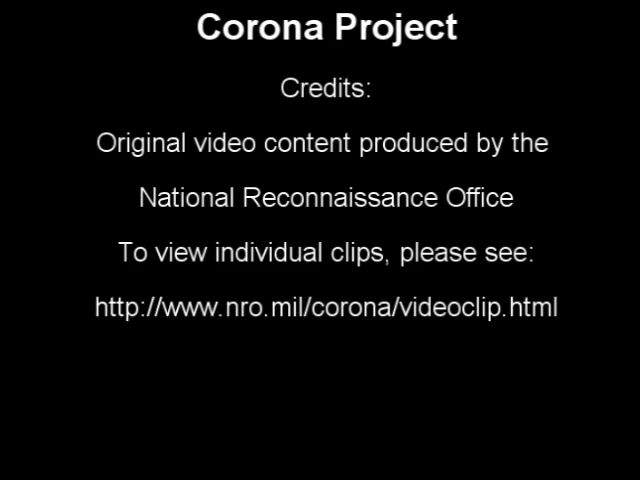 Corona Project
Credits:
Original video content produced by the
National Reconnaissance Office
To view individual clips, please see:
http://www.nro.mil/corona/videoclip.html